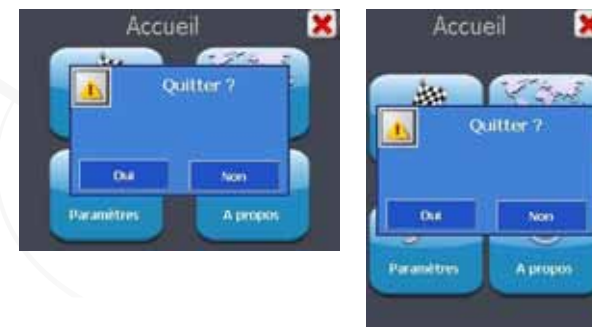 Accueil
Quitter ?
Oui
Non
Paramètres
A propos
Accueil
Quitter ?
Oui
Non
Paramètres
A propos